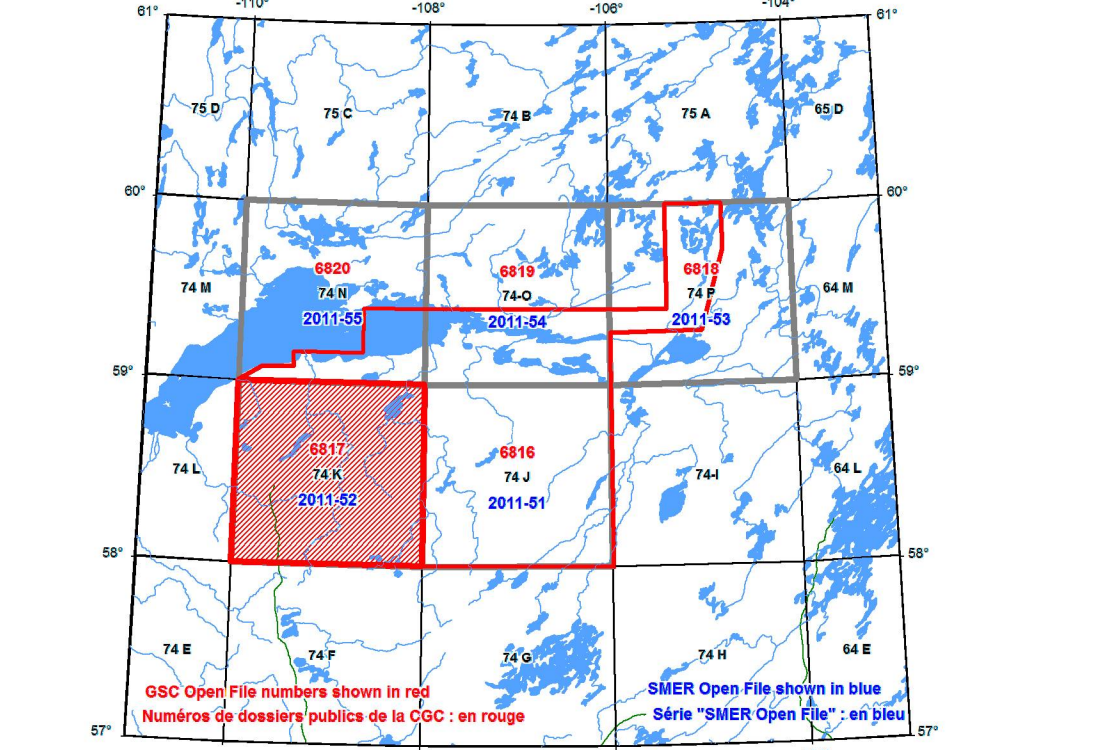 -110°
-108°
-106°
-104°
61°
61°
75 D
75 C
74 B
75 A
65 D
60°
60°
6820
6819
6818
74 M
74 N
74-O
74 P
64 M
2011-55
2011-54
2011-53
59°
59°
6817
6816
74 L
74 K
74 J
74-I
64 L
2011-52
2011-51
58°
58°
74 E
74 F
74 G
74 H
64 E
GSC Open File numbers shown in red
SMER Open File shown in blue
Numéros de dossiers publics de la CGC : en rouge
Série "SMER Open File" : en bleu
57°
57°